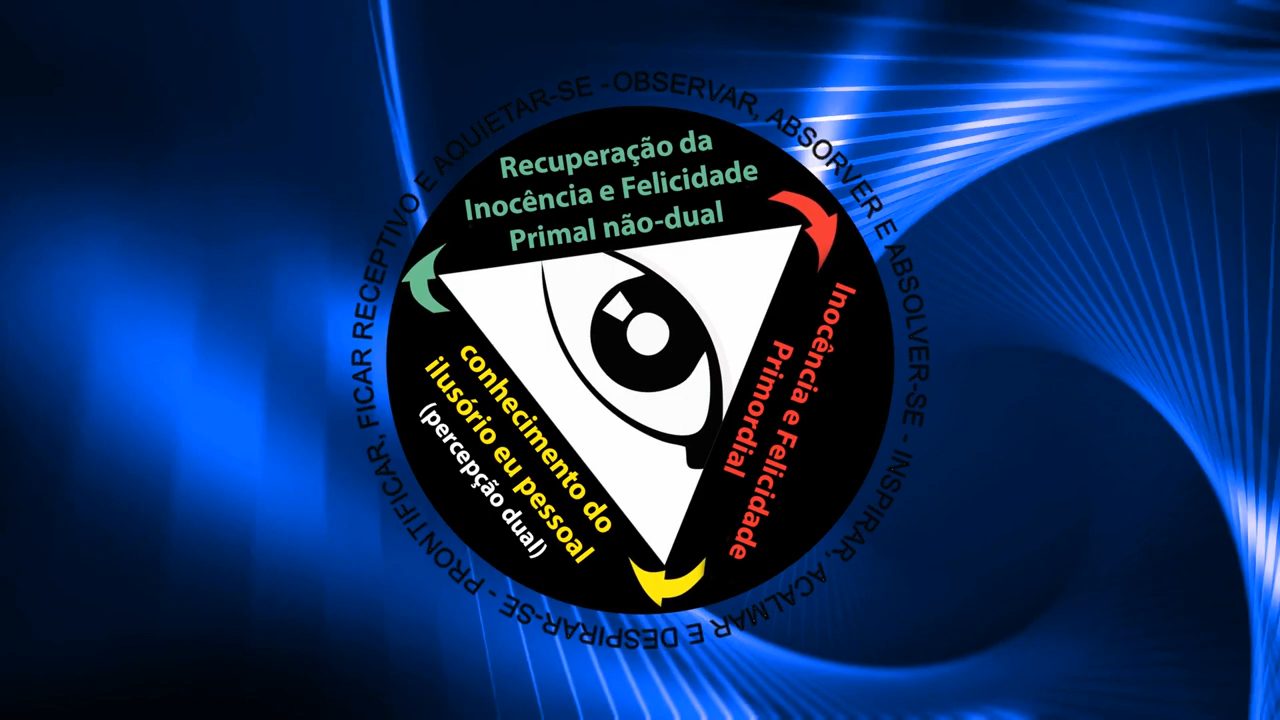 OBSERVAR, ABSORVER E ABSOLVER-SE - INSPIRAR, ACALMAR E DESPIRAR-SE - PRONTIFICAR, FICAR RECEPTIVO E AQUIETAR-SE -
Recuperação da
Inocência e Felicidade
Primal não-dual
Inocência e Felicidade
Primordial
conhecimento do
ilusório eu pessoal
(percepção dual)